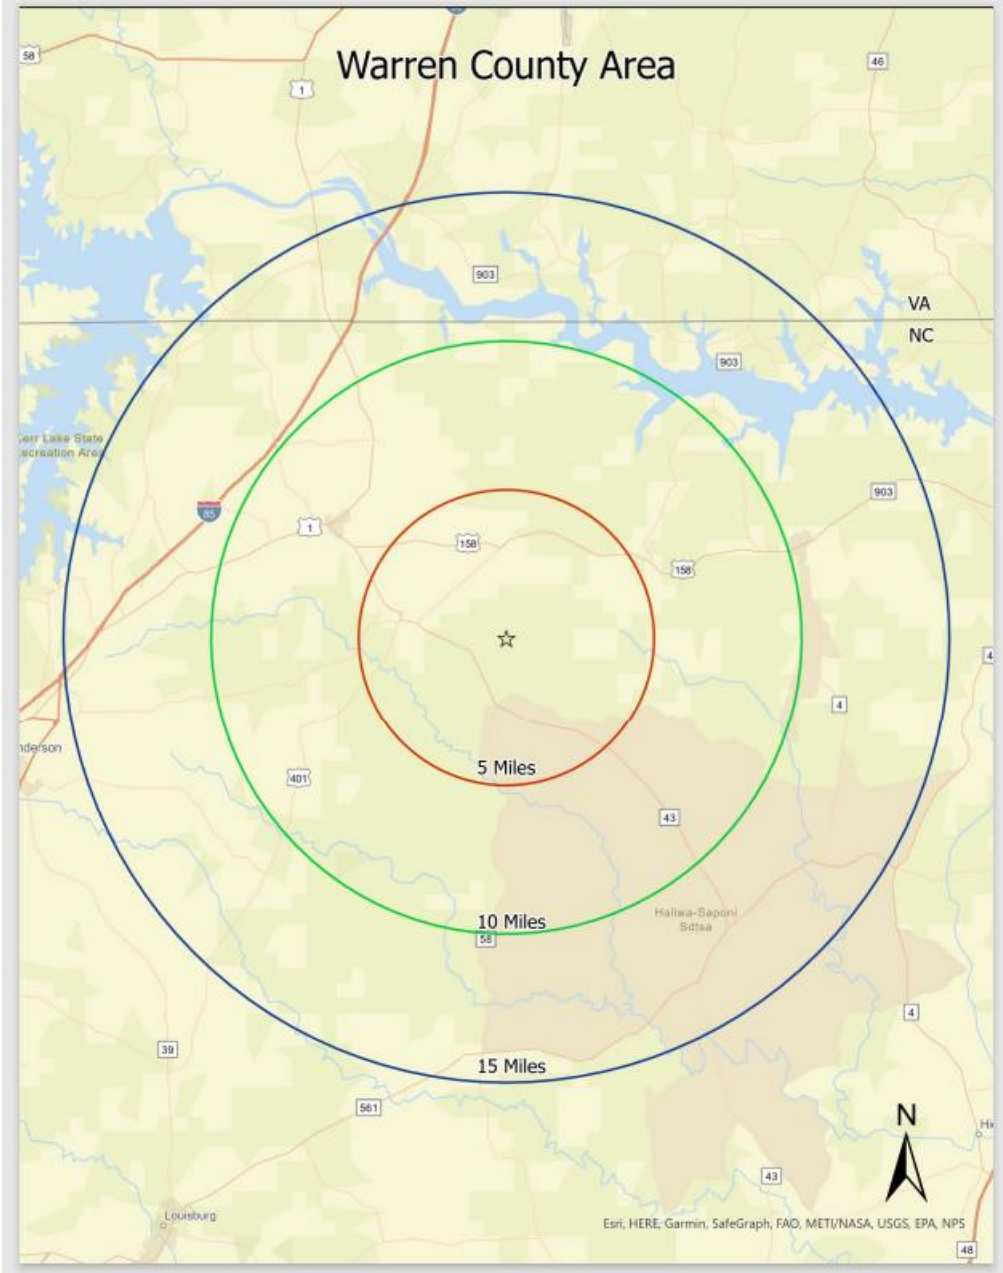 58
Warren County Area
46
1
903
VA
NC
903
Kerr Lake State
Recreation Area
903
85
1
158
158
4
4
nderson
5 Miles
401
43
10 Miles
Haliwa-Saponi
Sdtsa
58
4
39
15 Miles
561
N
Hi
43
Louisburg
Esri, HERE, Garmin, SafeGraph, FAO, METI/NASA, USGS, EPA, NPS
48